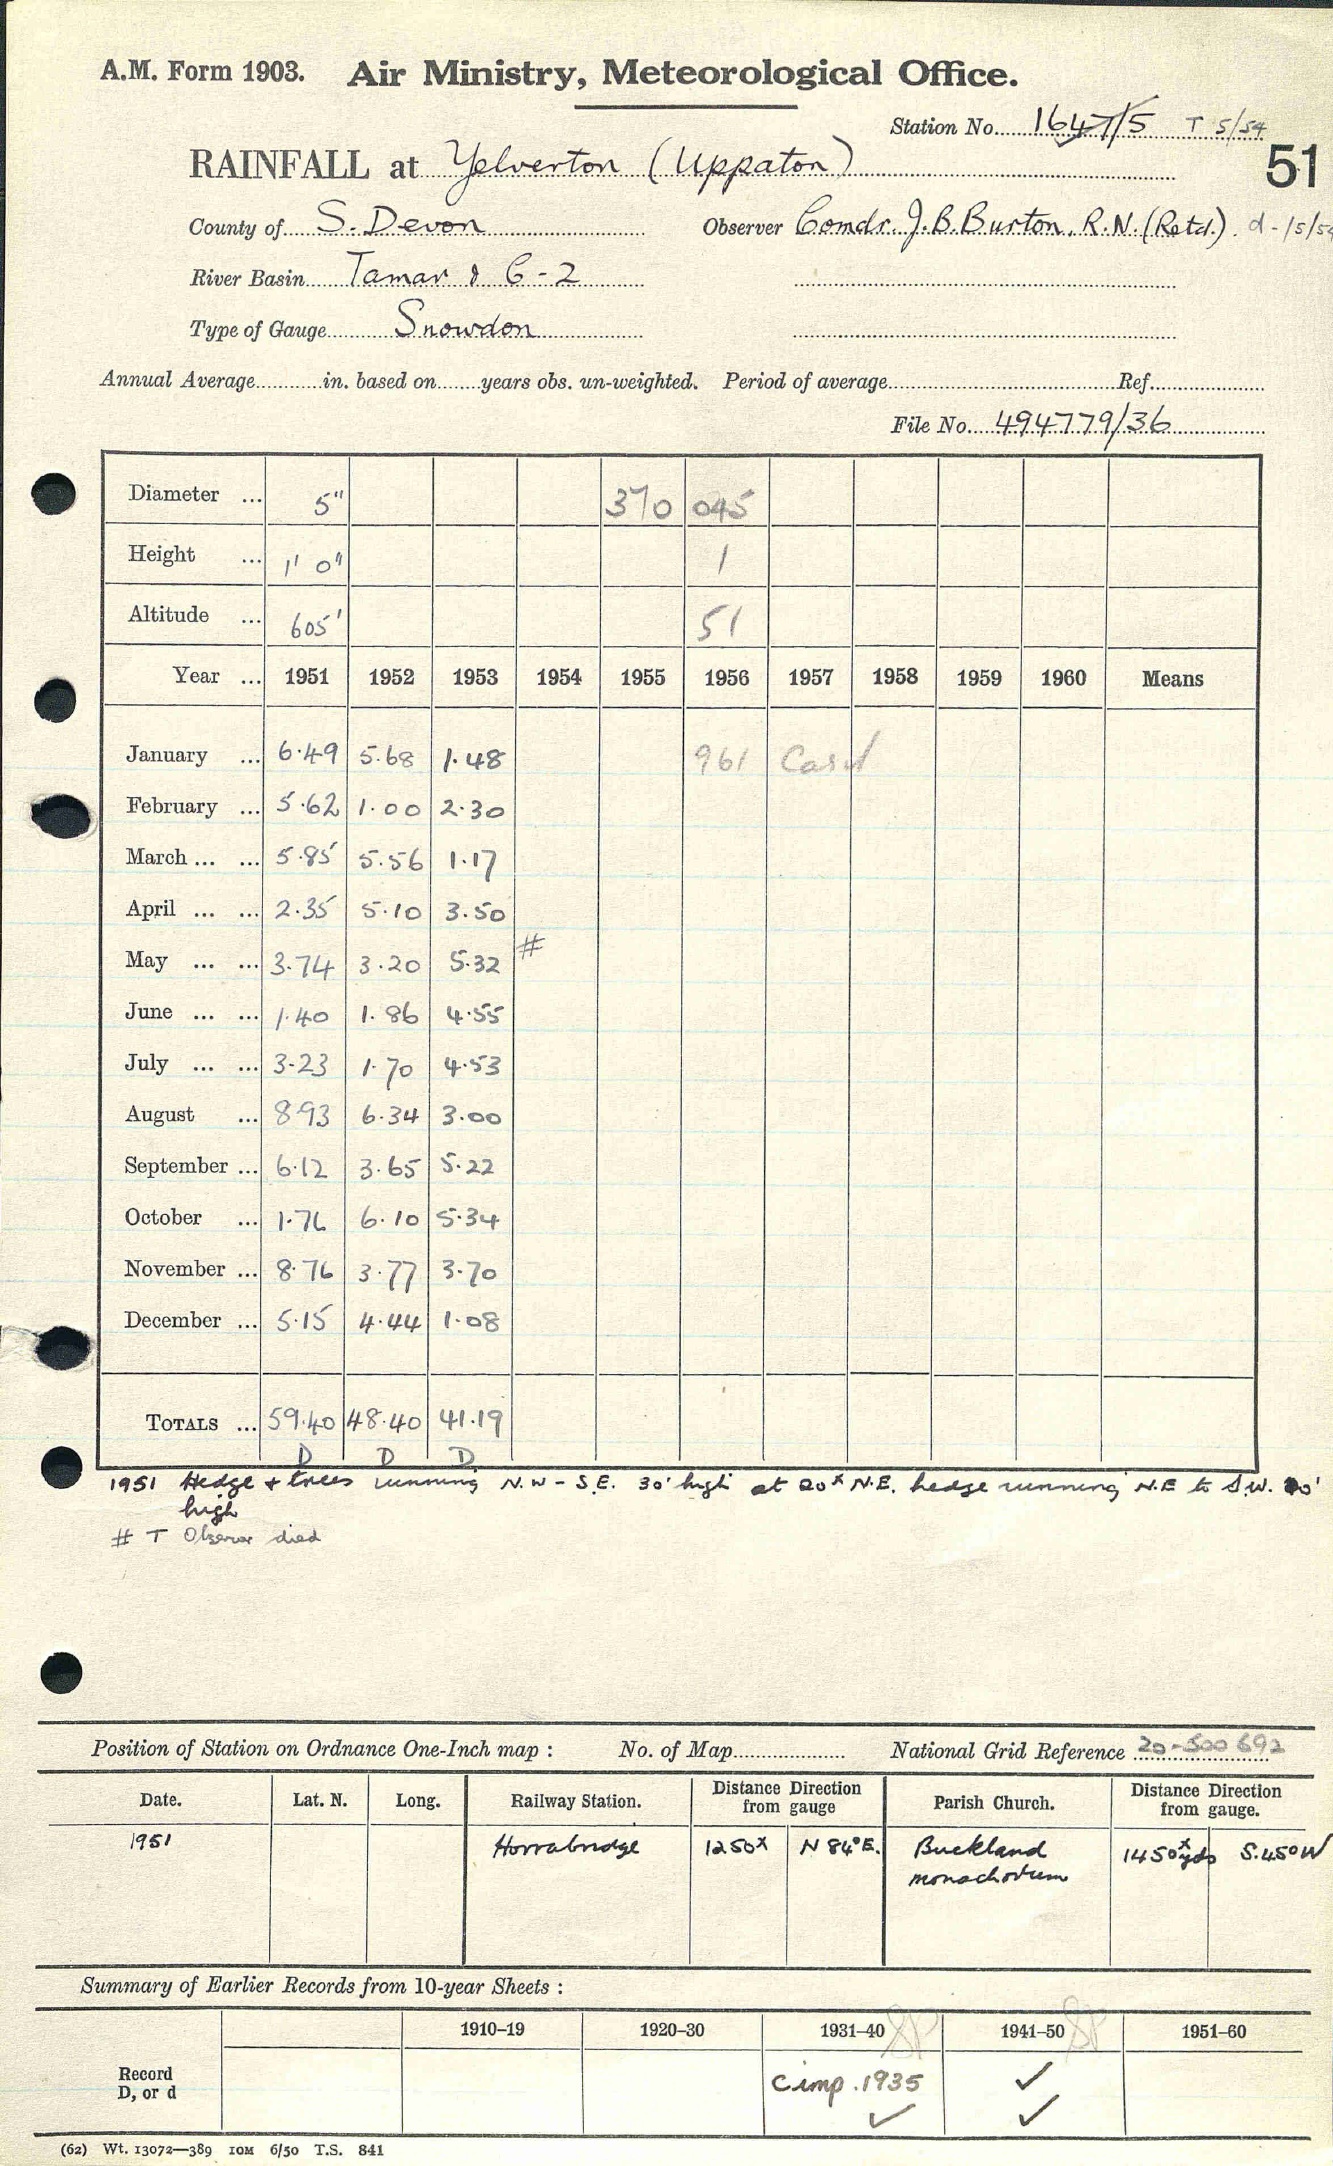 A.M. Form 1903. Air Ministry, Meteorological Office.
Station No. 1647/5 T 5/54
51
RAINFALL at Yelverton (Uppaton)
County of S. Devon Observer Comdr. J.B. Burton, R.N. (Retd.). d - /5/54
River Basin Tamar & 6 - 2
Type of Gauge Snowdon
Annual Average in. based on years obs. un-weighted. Period of average Ref.
File No. 494779/36
Diameter ... 5" 370 045
Height ... 1' 0" 1
Altitude ... 605' 51
Year ... 1951 1952 1953 1954 1955 1956 1957 1958 1959 1960 Means
January ... 6.49 5.68 1.48 961 Card
February ... 5.62 1.00 2.30
March ... ... 5.85 5.56 1.17
April ... ... 2.35 5.10 3.50
May ... ... 3.74 3.20 5.32 #
June ... ... 1.40 1.86 4.55
July ... ... 3.23 1.70 4.53
August ... 8.93 6.34 3.00
September ... 6.12 3.65 5.22
October ... 1.76 6.10 5.34
November ... 8.76 3.77 3.70
December ... 5.15 4.44 1.08
TOTALS ... 59.40 48.40 41.19
D D D
1951 Hedge + trees running N.W - S.E. 30' high at 20x N.E. hedge running N.E to S.W.
high
# T Observer died
Position of Station on Ordnance One-Inch map : No. of Map National Grid Reference 20-500 692
Date. Lat. N. Long. Railway Station. Distance Direction from gauge Parish Church. Distance Direction from gauge.
1951 Horrabridge 1250x N 84° E. Buckland 1450x yds S.45° W
monachorum
Summary of Earlier Records from 10-year Sheets :
1910–19 1920–30 1931–40 SP 1941–50 SP 1951–60
Record
D, or d
c imp. 1935 ✓
✓ ✓
(62) Wt. 13072—389 IOM 6/50 T.S. 841